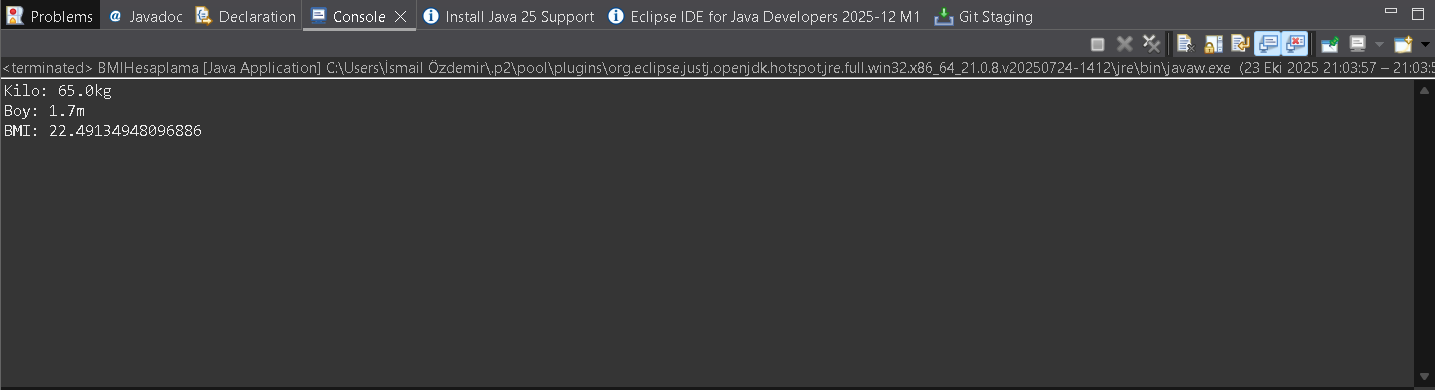 Problems Javadoc Declaration Console Install Java 25 Support Eclipse IDE for Java Developers 2025-12 M1 Git Staging
<terminated> BMIHesaplama [Java Application] C:\Users\İsmail Özdemir\.p2\pool\plugins\org.eclipse.justj.openjdk.hotspot.jre.full.win32.x86_64_21.0.8.v20250724-1412\jre\bin\javaw.exe (23 Eki 2025 21:03:57 – 21:03:5
Kilo: 65.0kg
Boy: 1.7m
BMI: 22.49134948096886